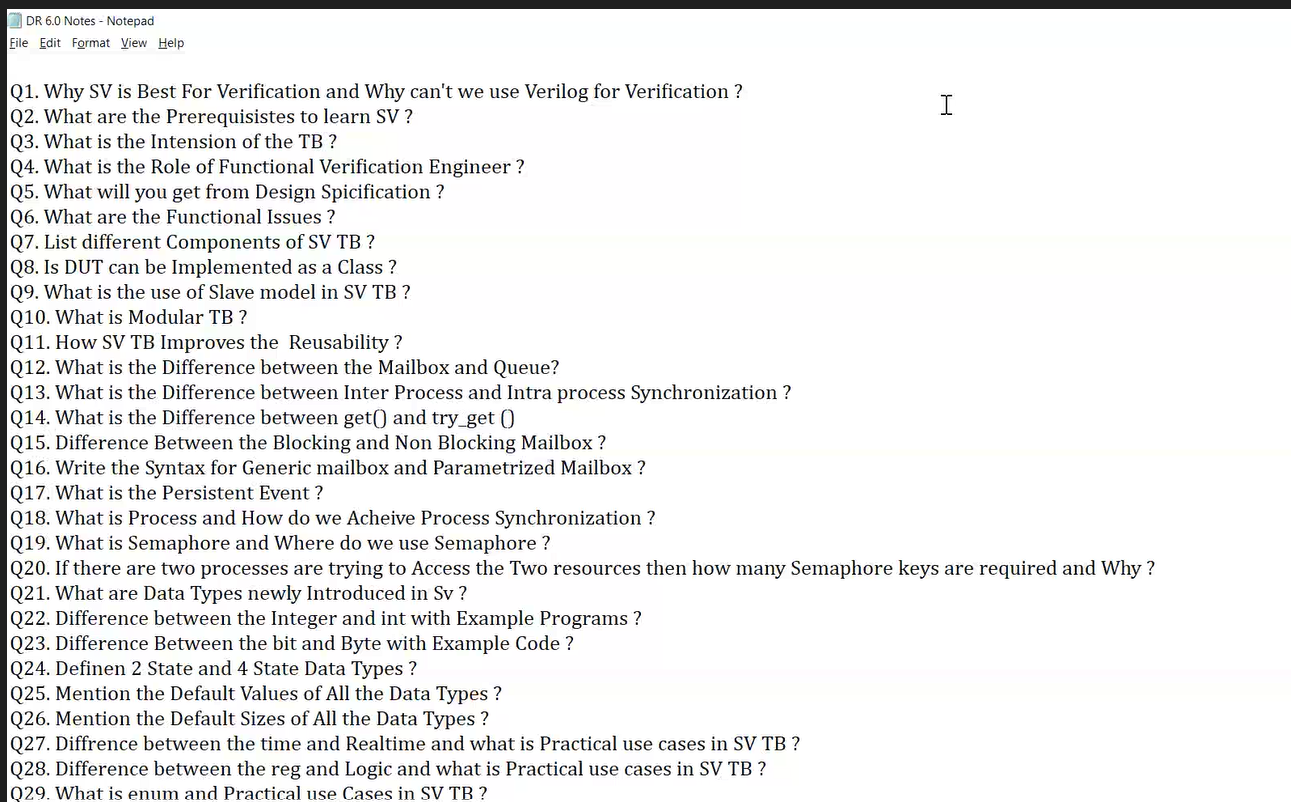 DR 6.0 Notes - Notepad
File Edit Format View Help
Q1. Why SV is Best For Verification and Why can't we use Verilog for Verification ?
Q2. What are the Prerequisistes to learn SV ?
Q3. What is the Intension of the TB ?
Q4. What is the Role of Functional Verification Engineer ?
Q5. What will you get from Design Spicification ?
Q6. What are the Functional Issues ?
Q7. List different Components of SV TB ?
Q8. Is DUT can be Implemented as a Class ?
Q9. What is the use of Slave model in SV TB ?
Q10. What is Modular TB ?
Q11. How SV TB Improves the  Reusability ?
Q12. What is the Difference between the Mailbox and Queue?
Q13. What is the Difference between Inter Process and Intra process Synchronization ?
Q14. What is the Difference between get() and try_get ()
Q15. Difference Between the Blocking and Non Blocking Mailbox ?
Q16. Write the Syntax for Generic mailbox and Parametrized Mailbox ?
Q17. What is the Persistent Event ?
Q18. What is Process and How do we Acheive Process Synchronization ?
Q19. What is Semaphore and Where do we use Semaphore ?
Q20. If there are two processes are trying to Access the Two resources then how many Semaphore keys are required and Why ?
Q21. What are Data Types newly Introduced in Sv ?
Q22. Difference between the Integer and int with Example Programs ?
Q23. Difference Between the bit and Byte with Example Code ?
Q24. Definen 2 State and 4 State Data Types ?
Q25. Mention the Default Values of All the Data Types ?
Q26. Mention the Default Sizes of All the Data Types ?
Q27. Diffrence between the time and Realtime and what is Practical use cases in SV TB ?
Q28. Difference between the reg and Logic and what is Practical use cases in SV TB ?
Q29. What is enum and Practical use Cases in SV TB ?